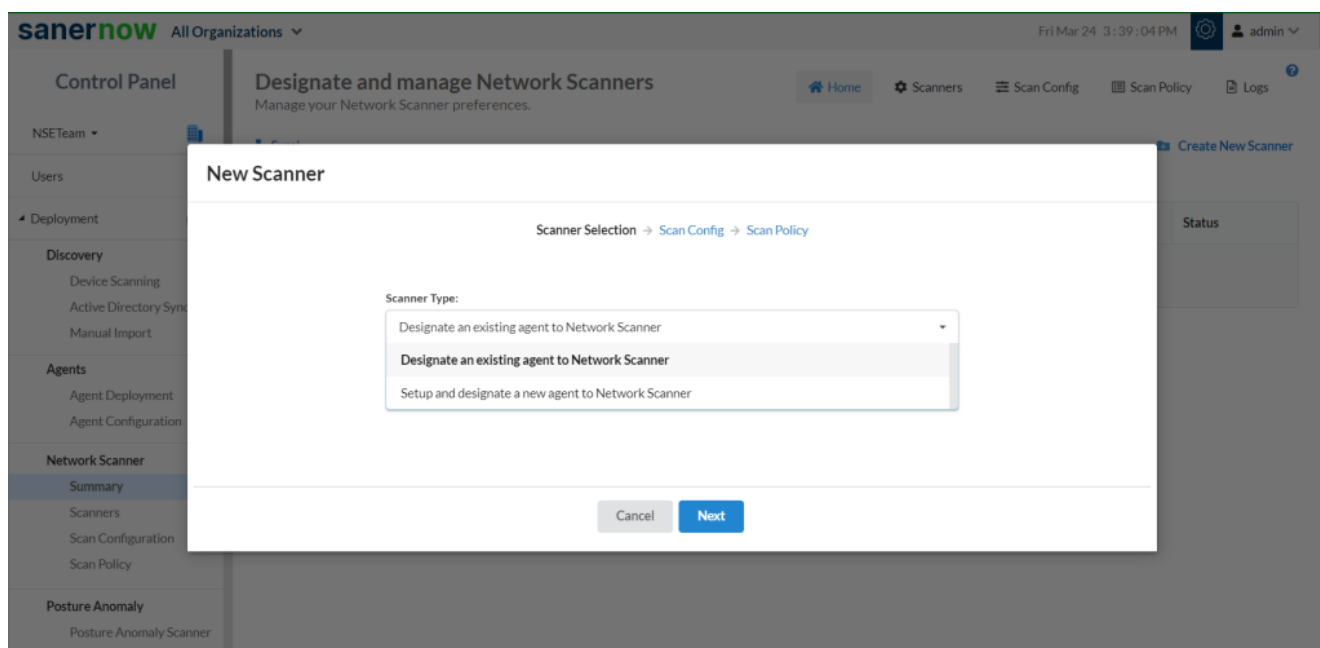 sanernow All Organizations
Fri Mar 24 3:39:04 PM
admin
Control Panel
NSETeam
Users
Deployment
Discovery
Device Scanning
Active Directory Sync
Manual Import
Agents
Agent Deployment
Agent Configuration
Network Scanner
Summary
Scanners
Scan Configuration
Scan Policy
Posture Anomaly
Posture Anomaly Scanner
Designate and manage Network Scanners
Manage your Network Scanner preferences.
Home Scanners Scan Config Scan Policy Logs
Create New Scanner
Status
New Scanner
Scanner Selection → Scan Config → Scan Policy
Scanner Type:
Designate an existing agent to Network Scanner
Designate an existing agent to Network Scanner
Setup and designate a new agent to Network Scanner
Cancel Next